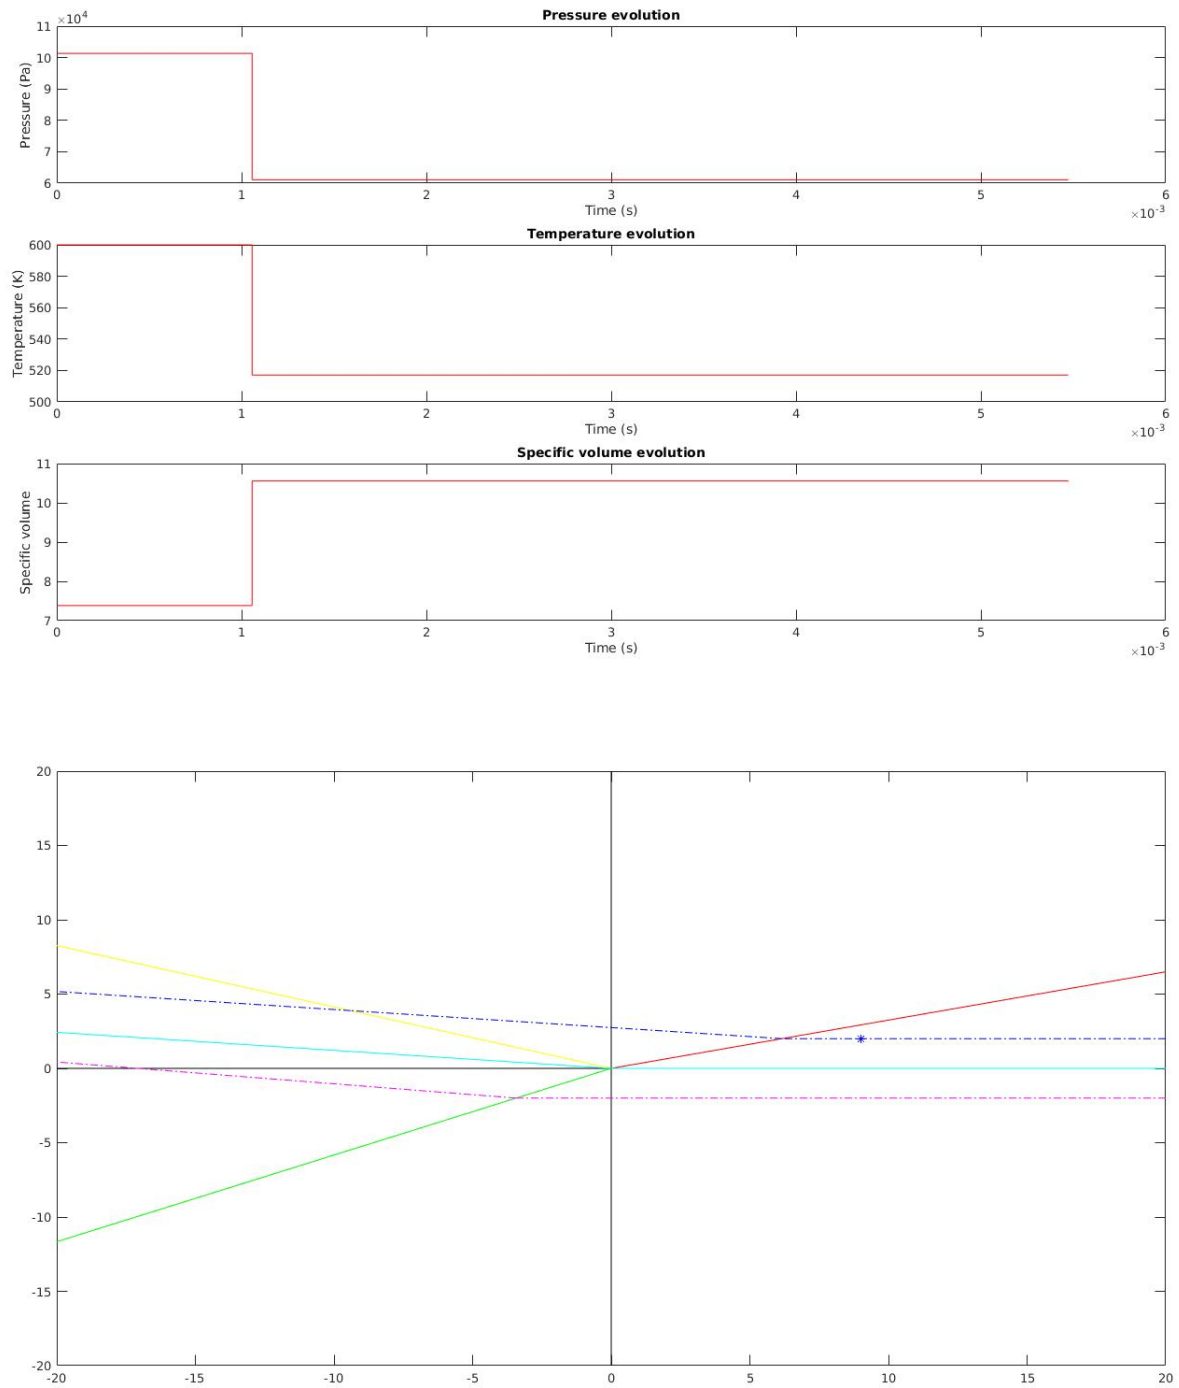 Pressure evolution
×10^4
11
10
9
8
7
6
Pressure (Pa)
0 1 2 3 4 5 6
Time (s)
×10^-3
Temperature evolution
600
580
560
540
520
500
Temperature (K)
0 1 2 3 4 5 6
Time (s)
×10^-3
Specific volume evolution
11
10
9
8
7
Specific volume
0 1 2 3 4 5 6
Time (s)
×10^-3
20
15
10
5
0
-5
-10
-15
-20
-20 -15 -10 -5 0 5 10 15 20